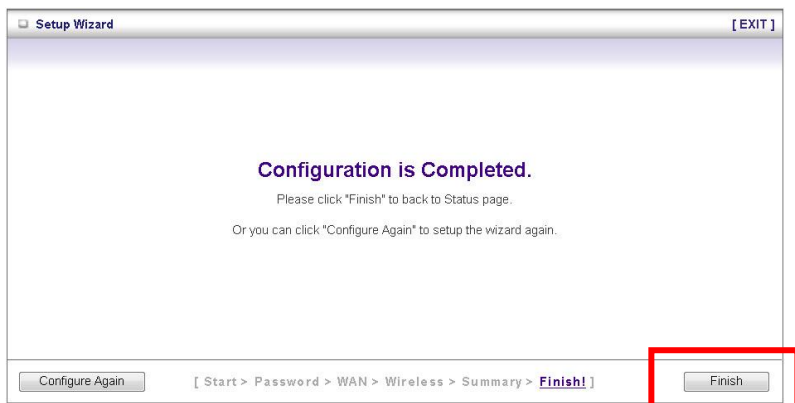 Setup Wizard [ EXIT ]
Configuration is Completed.
Please click "Finish" to back to Status page.
Or you can click "Configure Again" to setup the wizard again.
Configure Again [ Start > Password > WAN > Wireless > Summary > Finish! ] Finish